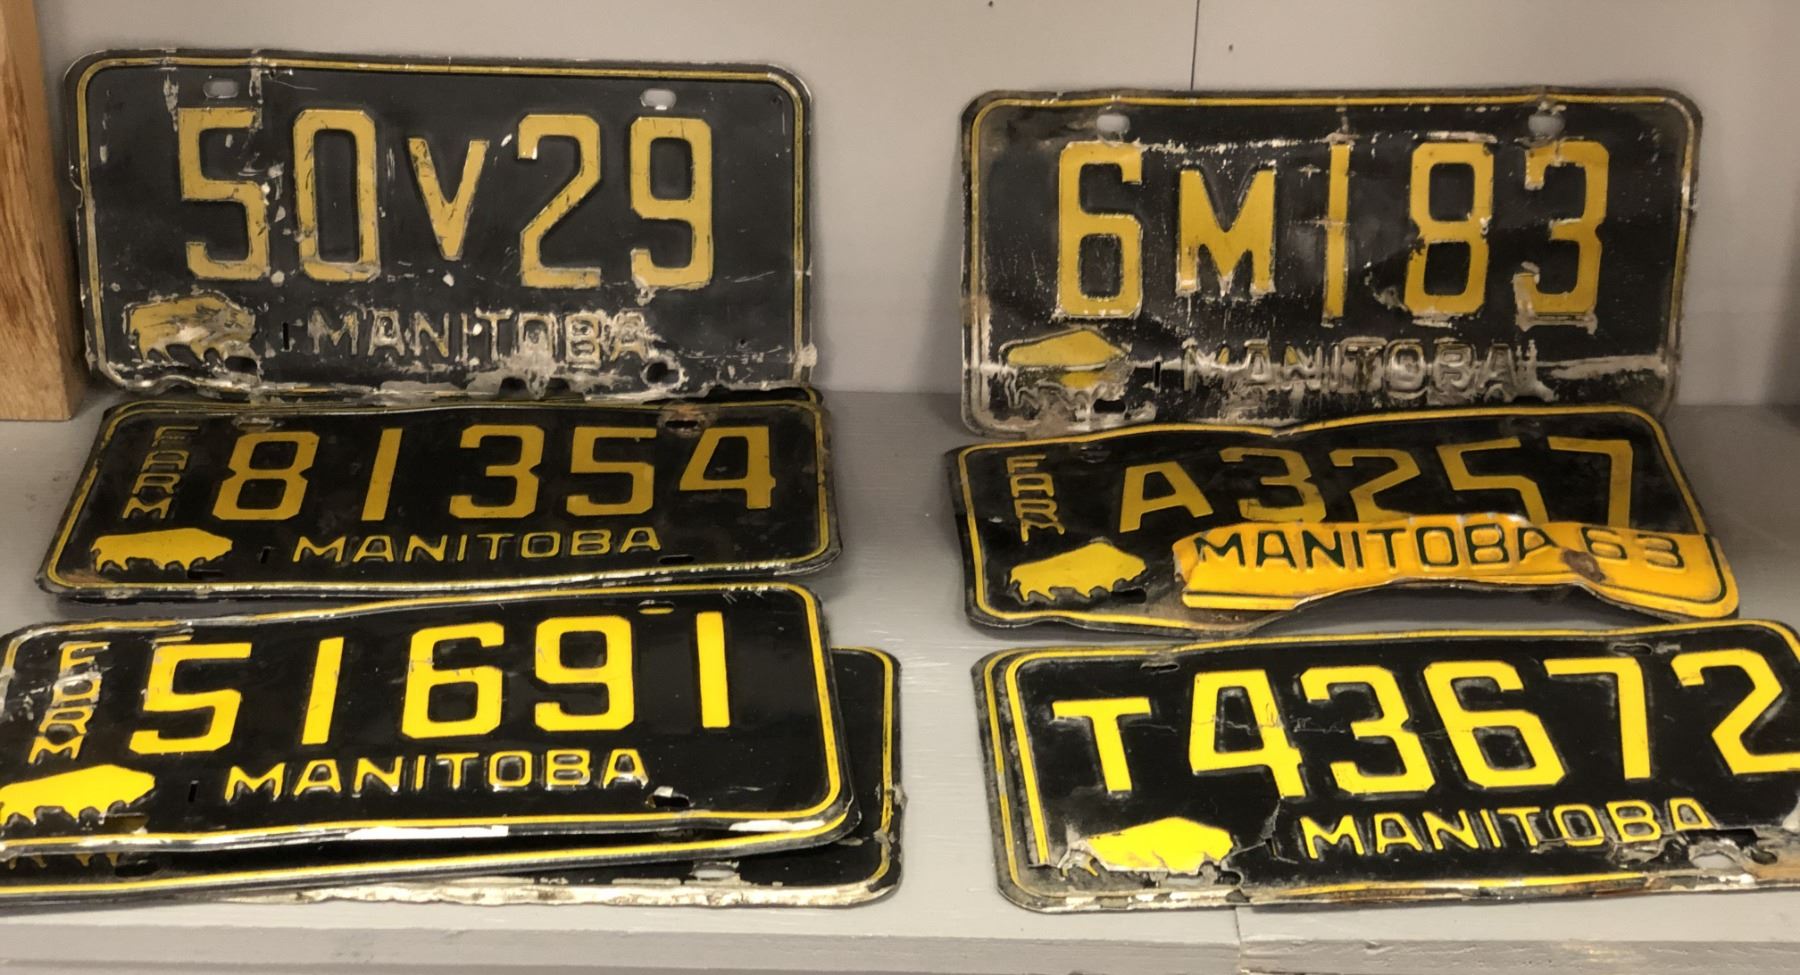 50V29
MANITOBA
6M183
MANITOBA
FARM
81354
MANITOBA
FARM
A3257
MANITOBA 63
FARM
51691
MANITOBA
T43672
MANITOBA